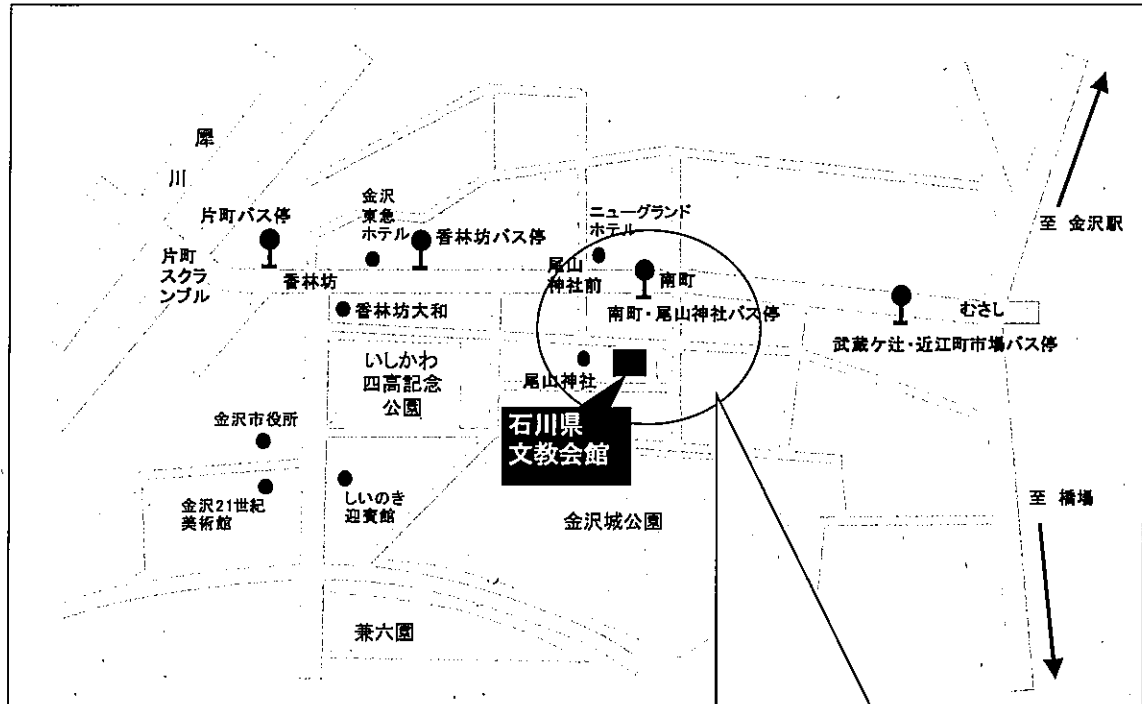 犀
川
片町バス停
片町
スクラ
ンブル
香林坊
金沢
東急
ホテル
香林坊バス停
香林坊大和
ニューグランド
ホテル
尾山
神社前
南町
南町・尾山神社バス停
至 金沢駅
むさし
武蔵ケ辻・近江町市場バス停
いしかわ
四高記念
公園
尾山神社
石川県
文教会館
金沢市役所
金沢21世紀
美術館
しいのき
迎賓館
金沢城公園
至 橋場
兼六園